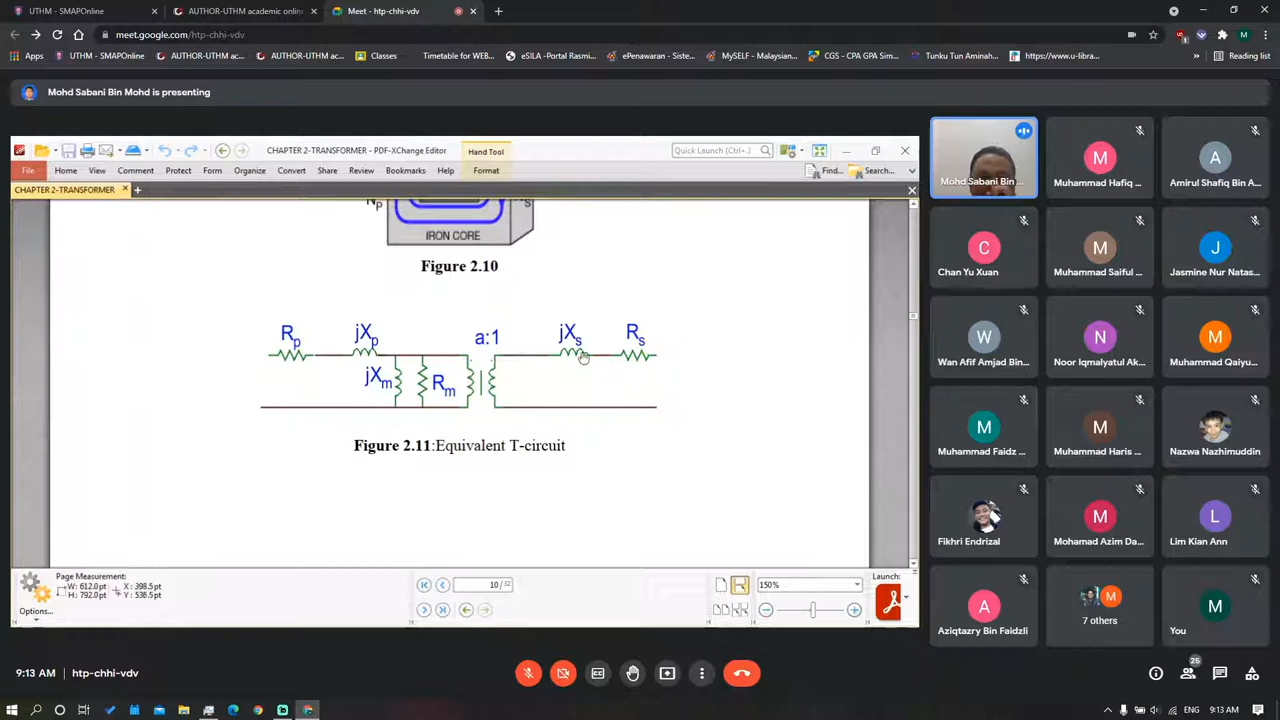 UTHM - SMAPOnline
AUTHOR-UTHM academic online
Meet - htp-chhi-vdv
meet.google.com/htp-chhi-vdv
Apps
UTHM - SMAPOnline
AUTHOR-UTHM ac...
AUTHOR-UTHM ac...
Classes
Timetable for WEB...
eSILA -Portal Rasmi...
ePenawaran - Siste...
MySELF - Malaysian...
CGS - CPA GPA Sim...
Tunku Tun Aminah...
https://www.u-libra...
Reading list
Mohd Sabani Bin Mohd is presenting
CHAPTER 2-TRANSFORMER - PDF-XChange Editor
Hand Tool
Quick Launch (Ctrl+.)
File
Home
View
Comment
Protect
Form
Organize
Convert
Share
Review
Bookmarks
Help
Format
Find...
Search...
CHAPTER 2-TRANSFORMER
Np
s
IRON CORE
Figure 2.10
Rp
jXp
a:1
jXs
Rs
jXm
Rm
Figure 2.11:Equivalent T-circuit
Options...
Page Measurement:
W: 612.0pt
H: 792.0pt
X: 398.5pt
Y: 536.5pt
10 / 32
150%
Launch:
Mohd Sabani Bin ...
Muhammad Hafiq ...
Amirul Shafiq Bin A...
Chan Yu Xuan
Muhammad Saiful ...
Jasmine Nur Natas...
Wan Afif Amjad Bin...
Noor Iqmalyatul Ak...
Muhammad Qaiyu...
Muhammad Faidz ...
Muhammad Haris ...
Nazwa Nazhimuddin
Fikhri Endrizal
Mohamad Azim Da...
Lim Kian Ann
Aziqtazry Bin Faidzli
7 others
You
M
A
C
M
J
W
N
M
M
M
M
L
A
M
M
9:13 AM
htp-chhi-vdv
25
ENG
9:13 AM